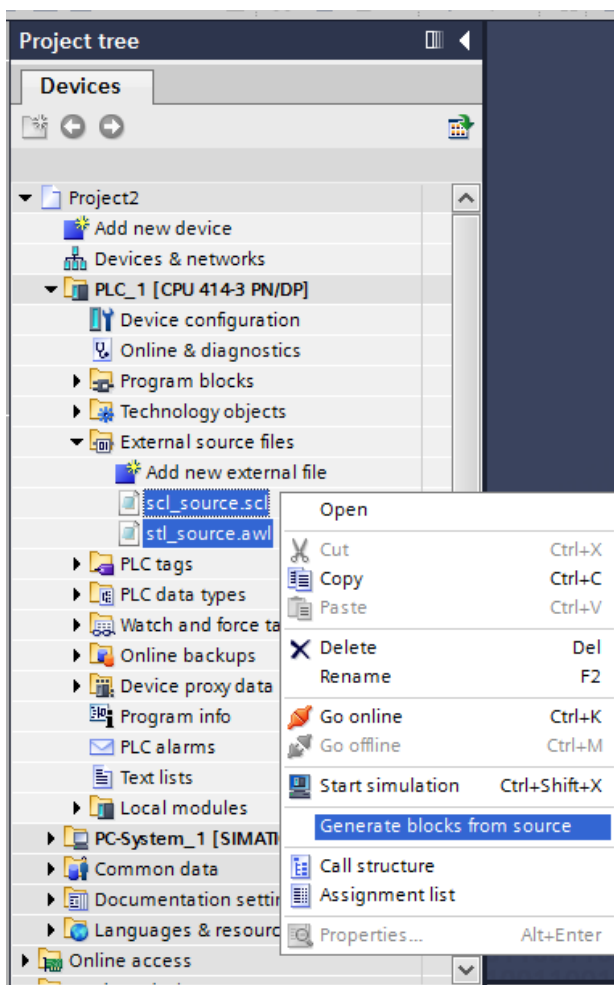 Project tree
Devices
Project2
Add new device
Devices & networks
PLC_1 [CPU 414-3 PN/DP]
Device configuration
Online & diagnostics
Program blocks
Technology objects
External source files
Add new external file
scl_source.scl
stl_source.awl
PLC tags
PLC data types
Watch and force ta
Online backups
Device proxy data
Program info
PLC alarms
Text lists
Local modules
PC-System_1 [SIMATI
Common data
Documentation settin
Languages & resourc
Online access
Open
Cut Ctrl+X
Copy Ctrl+C
Paste Ctrl+V
Delete Del
Rename F2
Go online Ctrl+K
Go offline Ctrl+M
Start simulation Ctrl+Shift+X
Generate blocks from source
Call structure
Assignment list
Properties... Alt+Enter